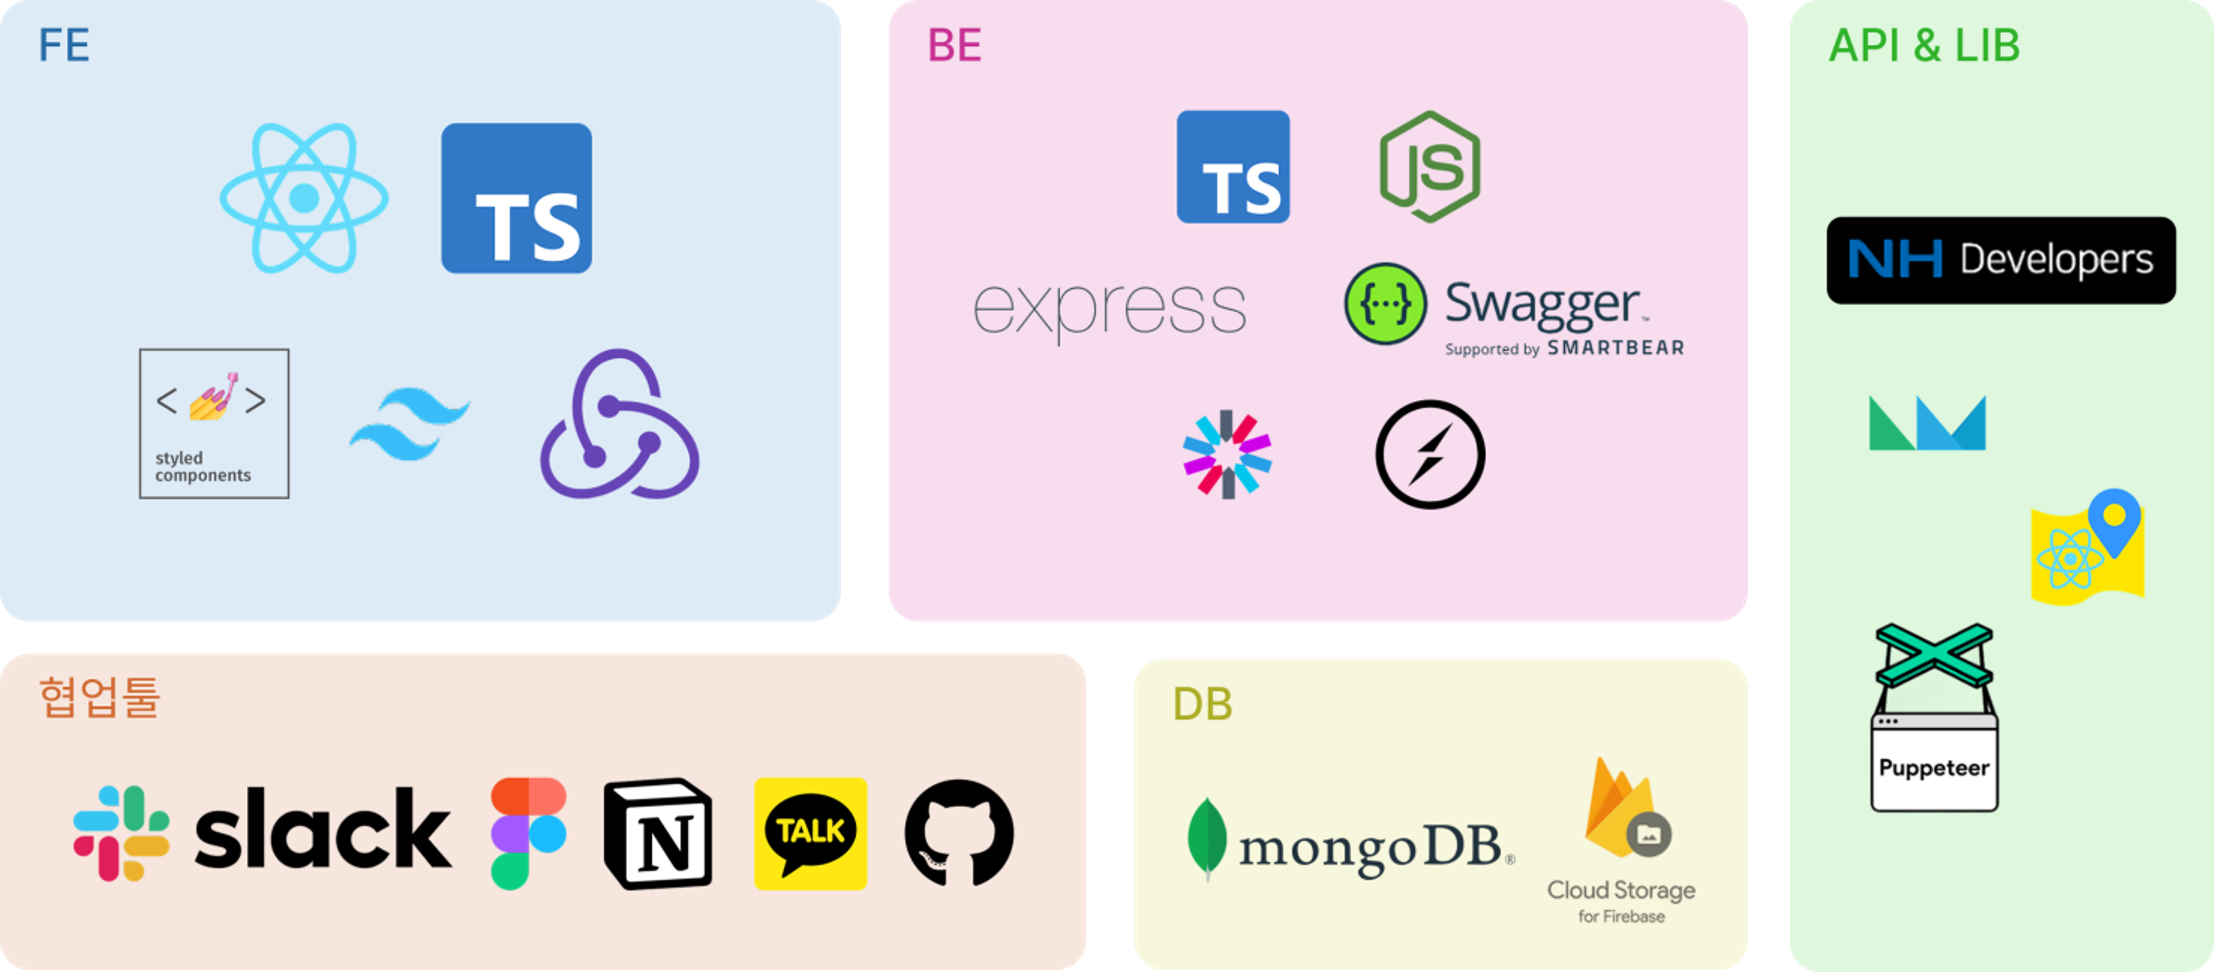 FE
TS
< >
styled
components
BE
TS
JS
express
{···} Swagger™
Supported by SMARTBEAR
API & LIB
NH Developers
Puppeteer
협업툴
slack
N
TALK
DB
mongoDB®
Cloud Storage
for Firebase